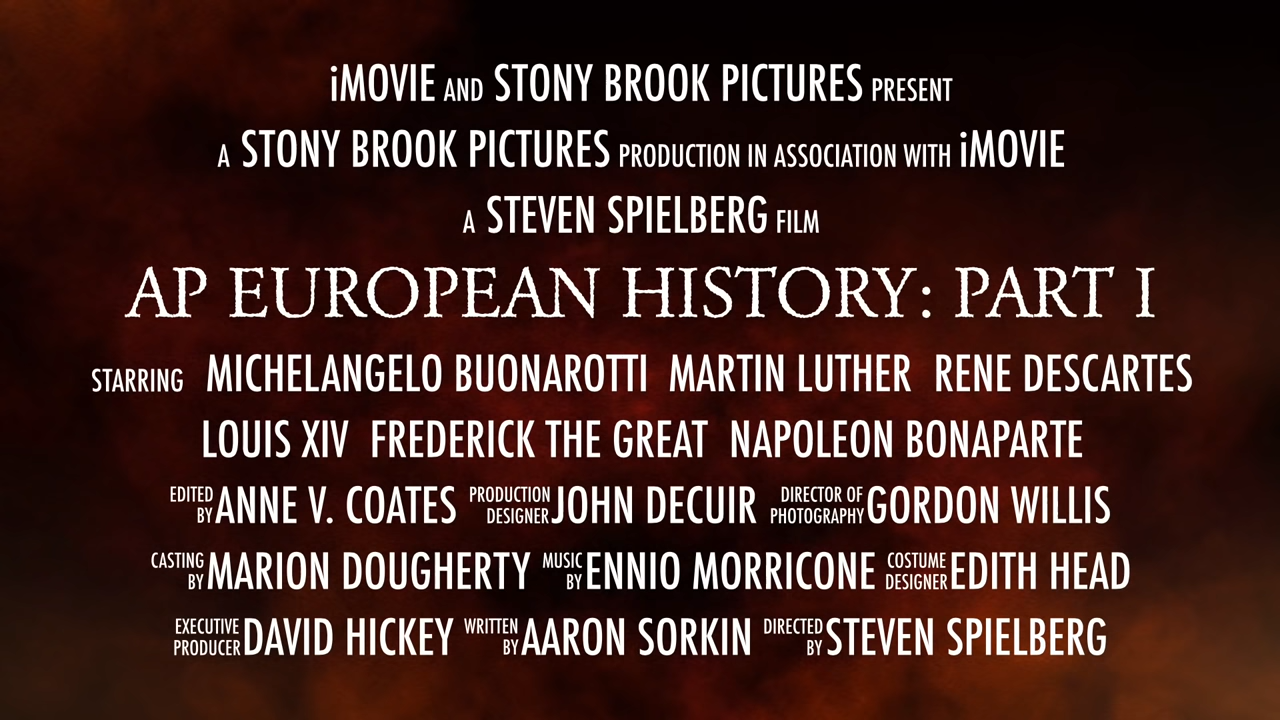 iMOVIE AND STONY BROOK PICTURES PRESENT
A STONY BROOK PICTURES PRODUCTION IN ASSOCIATION WITH iMOVIE
A STEVEN SPIELBERG FILM
AP EUROPEAN HISTORY: PART I
STARRING MICHELANGELO BUONAROTTI MARTIN LUTHER RENE DESCARTES
LOUIS XIV FREDERICK THE GREAT NAPOLEON BONAPARTE
EDITED BY ANNE V. COATES PRODUCTION DESIGNER JOHN DECUIR DIRECTOR OF PHOTOGRAPHY GORDON WILLIS
CASTING BY MARION DOUGHERTY MUSIC BY ENNIO MORRICONE COSTUME DESIGNER EDITH HEAD
EXECUTIVE PRODUCER DAVID HICKEY WRITTEN BY AARON SORKIN DIRECTED BY STEVEN SPIELBERG